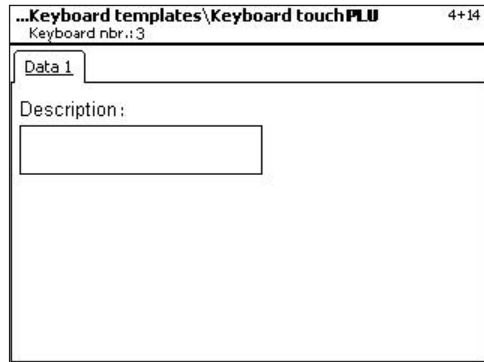 ...Keyboard templates\Keyboard touch PLU 4+14
Keyboard nbr.: 3
Data 1
Description: